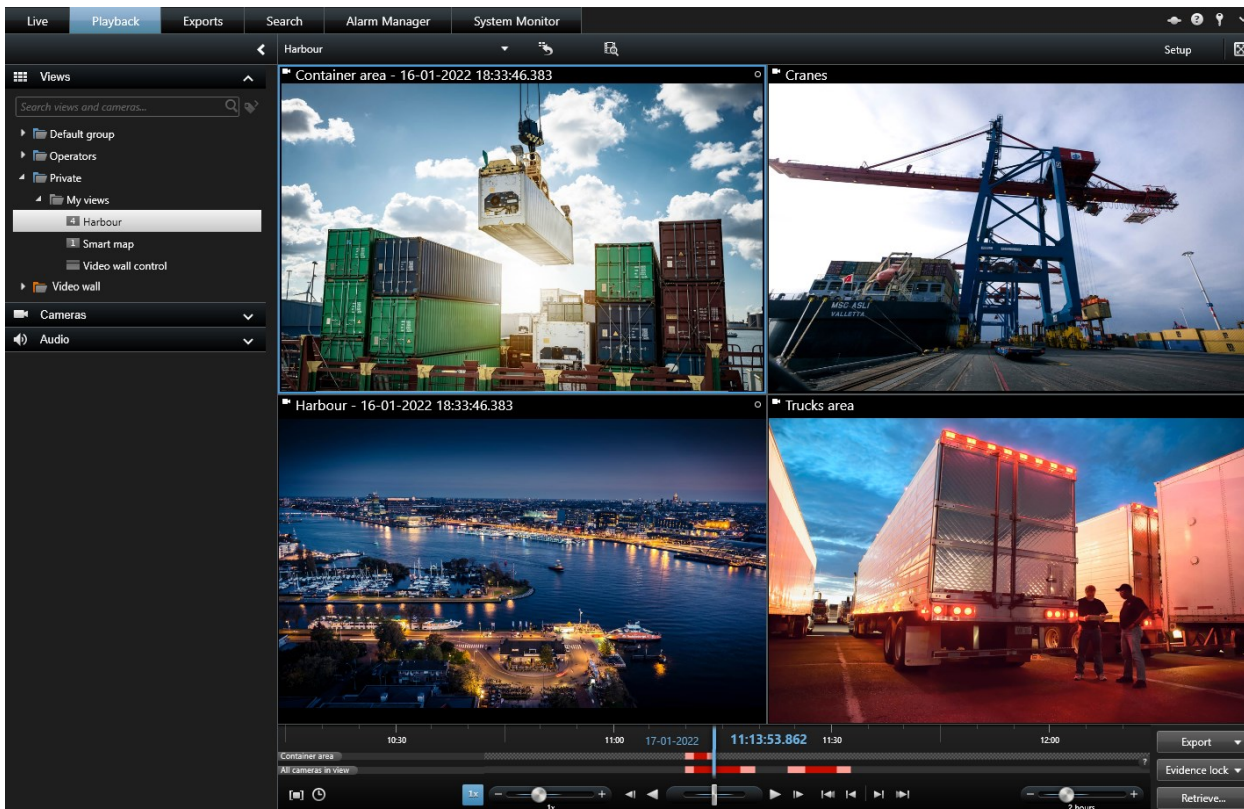 Live Playback Exports Search Alarm Manager System Monitor
Harbour Setup
Views
Search views and cameras...
Default group
Operators
Private
My views
4 Harbour
1 Smart map
Video wall control
Video wall
Cameras
Audio
Container area - 16-01-2022 18:33:46.383
Cranes
MSC ASLI
VALLETTA
Harbour - 16-01-2022 18:33:46.383
Trucks area
10:30 11:00 17-01-2022 11:13:53.862 11:30 12:00
Container area
All cameras in view
?
1x
1x
2 hours
Export
Evidence lock
Retrieve...